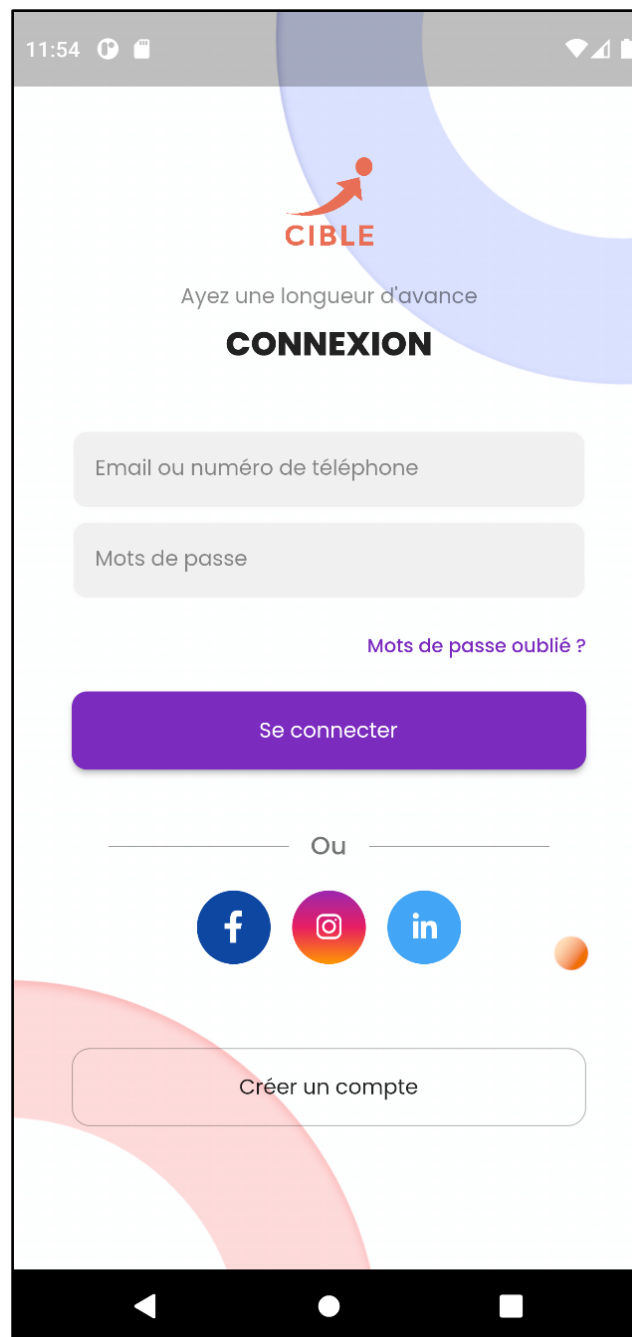 11:54
CIBLE
Ayez une longueur d'avance
CONNEXION
Email ou numéro de téléphone
Mots de passe
Mots de passe oublié ?
Se connecter
Ou
f in
Créer un compte